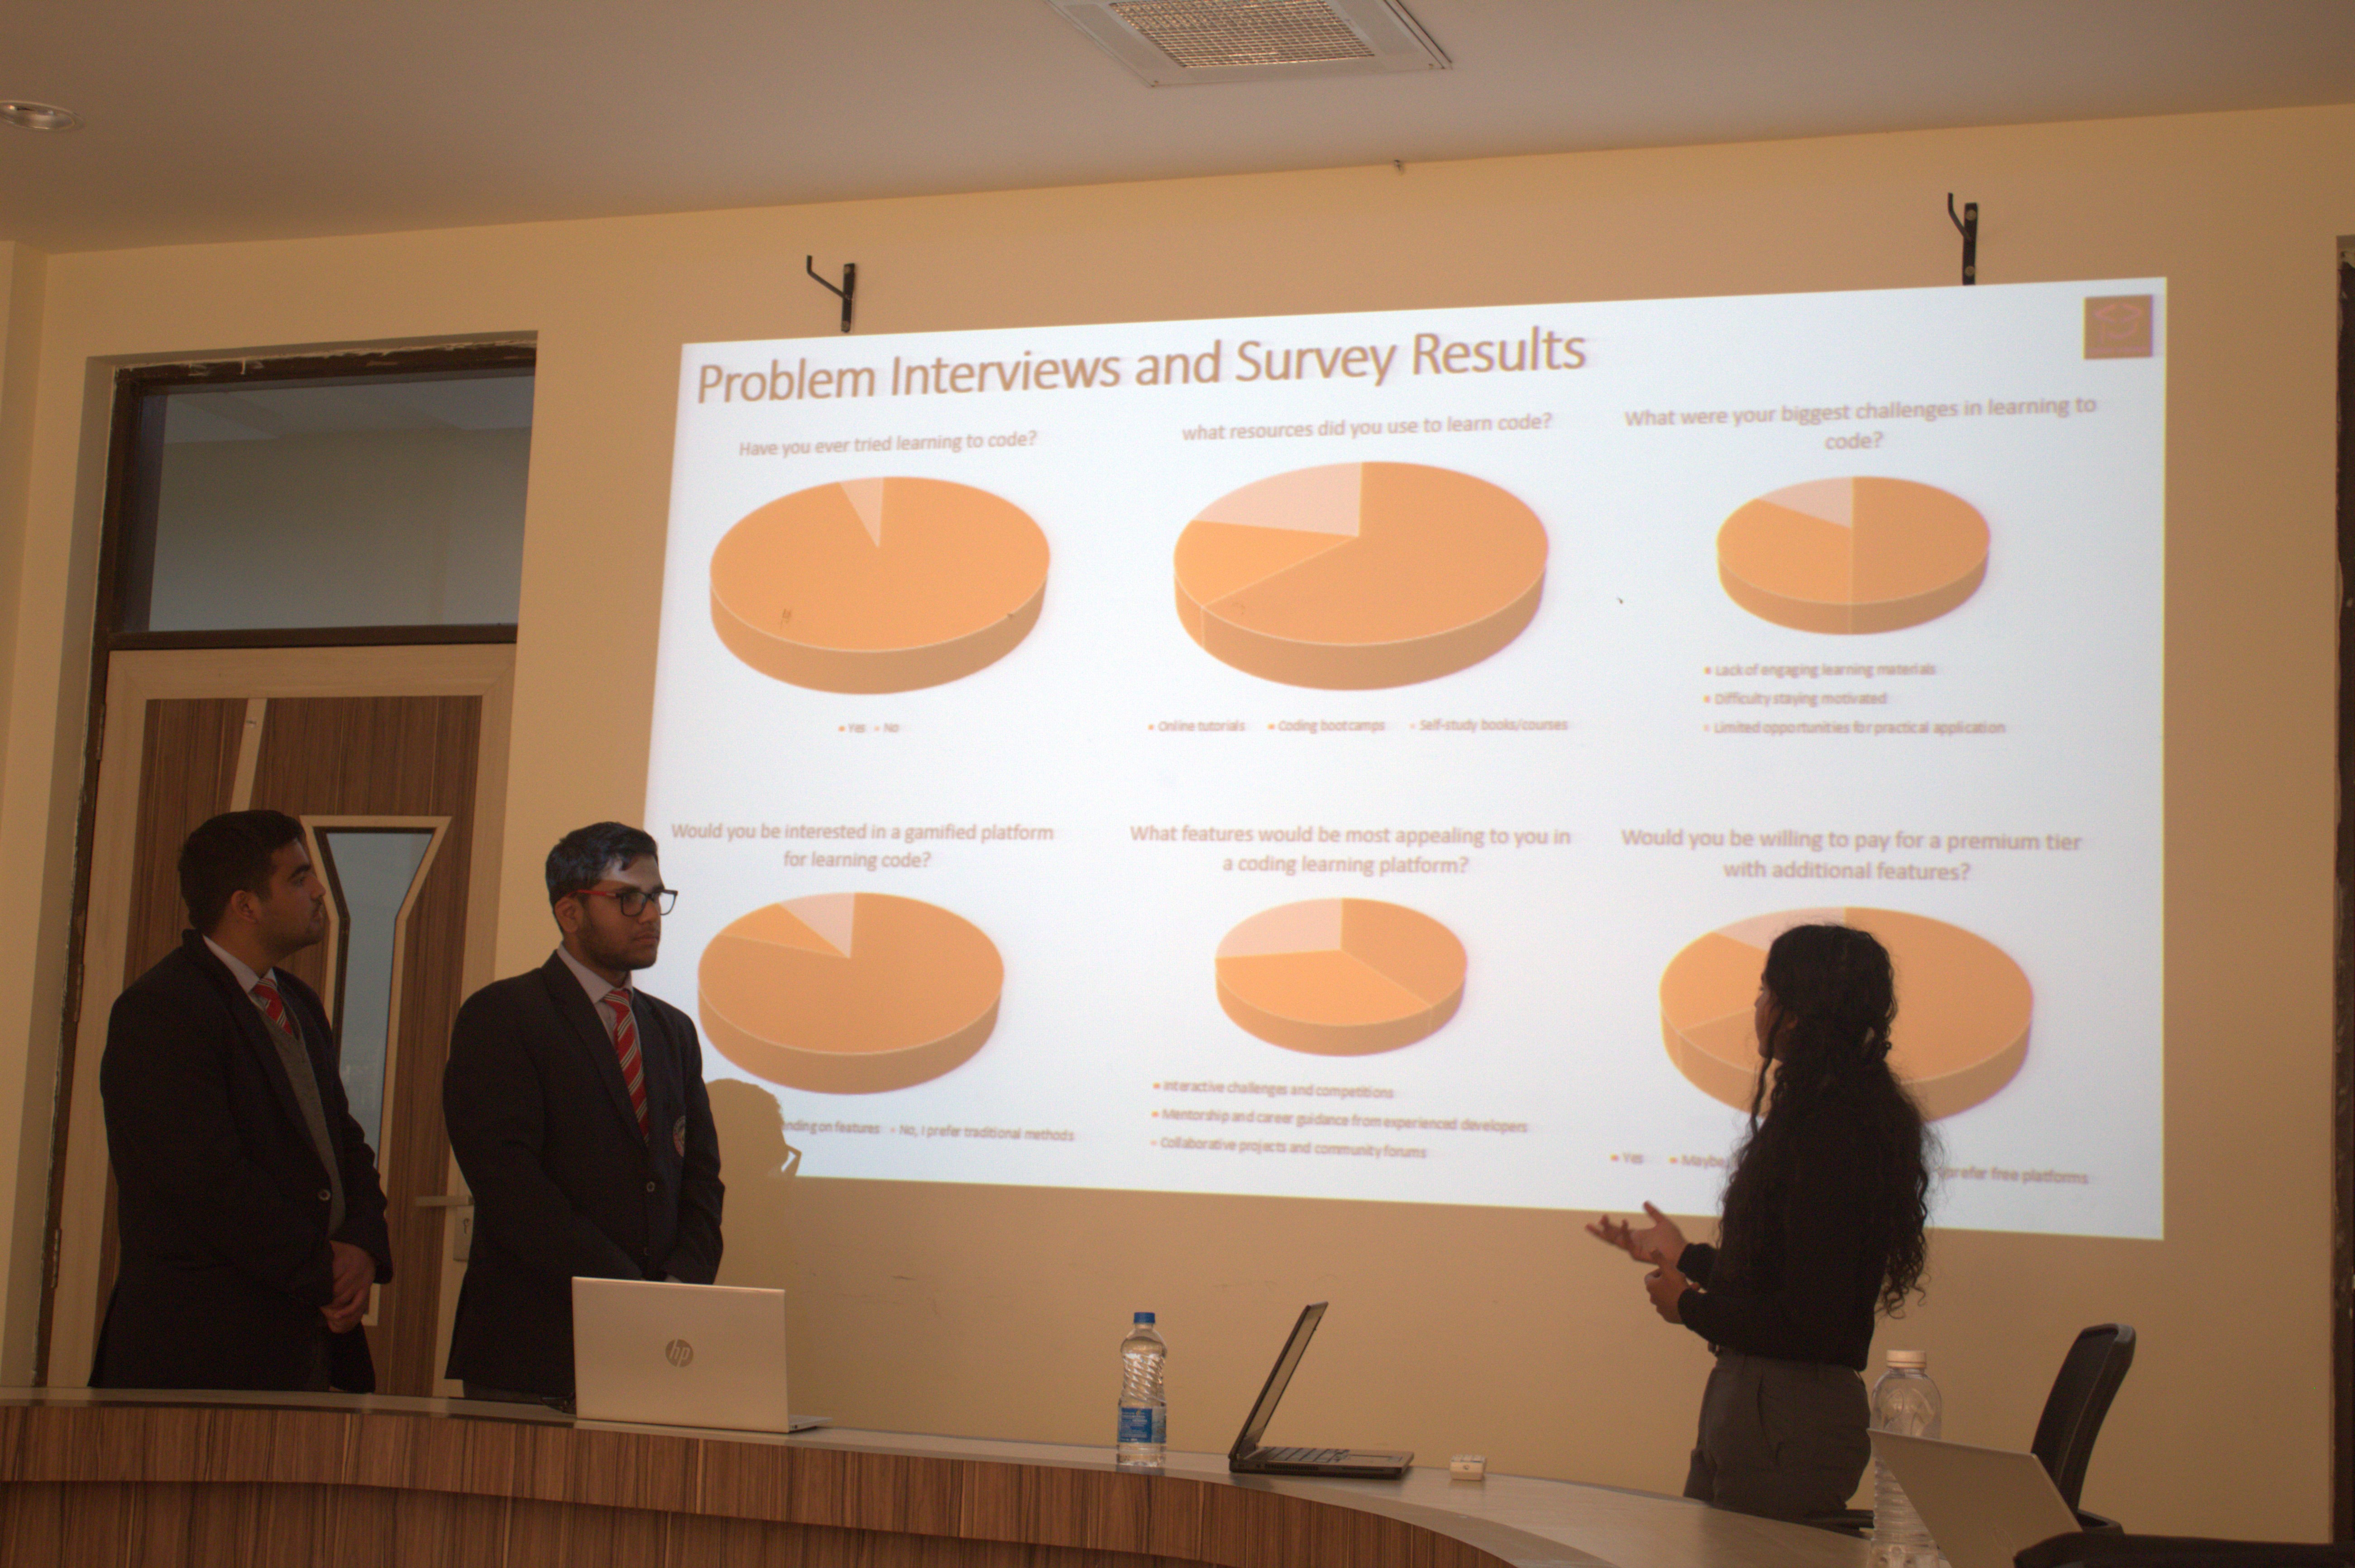 Problem Interviews and Survey Results
Have you ever tried learning to code?
Yes No
what resources did you use to learn code?
Online tutorials Coding bootcamps Self-study books/courses
What were your biggest challenges in learning to
code?
Lack of engaging learning materials
Difficulty staying motivated
Limited opportunities for practical application
Would you be interested in a gamified platform
for learning code?
on features No, I prefer traditional methods
What features would be most appealing to you in
a coding learning platform?
Interactive challenges and competitions
Mentorship and career guidance from experienced developers
Collaborative projects and community forums
Would you be willing to pay for a premium tier
with additional features?
Yes Maybe, prefer free platforms
hp